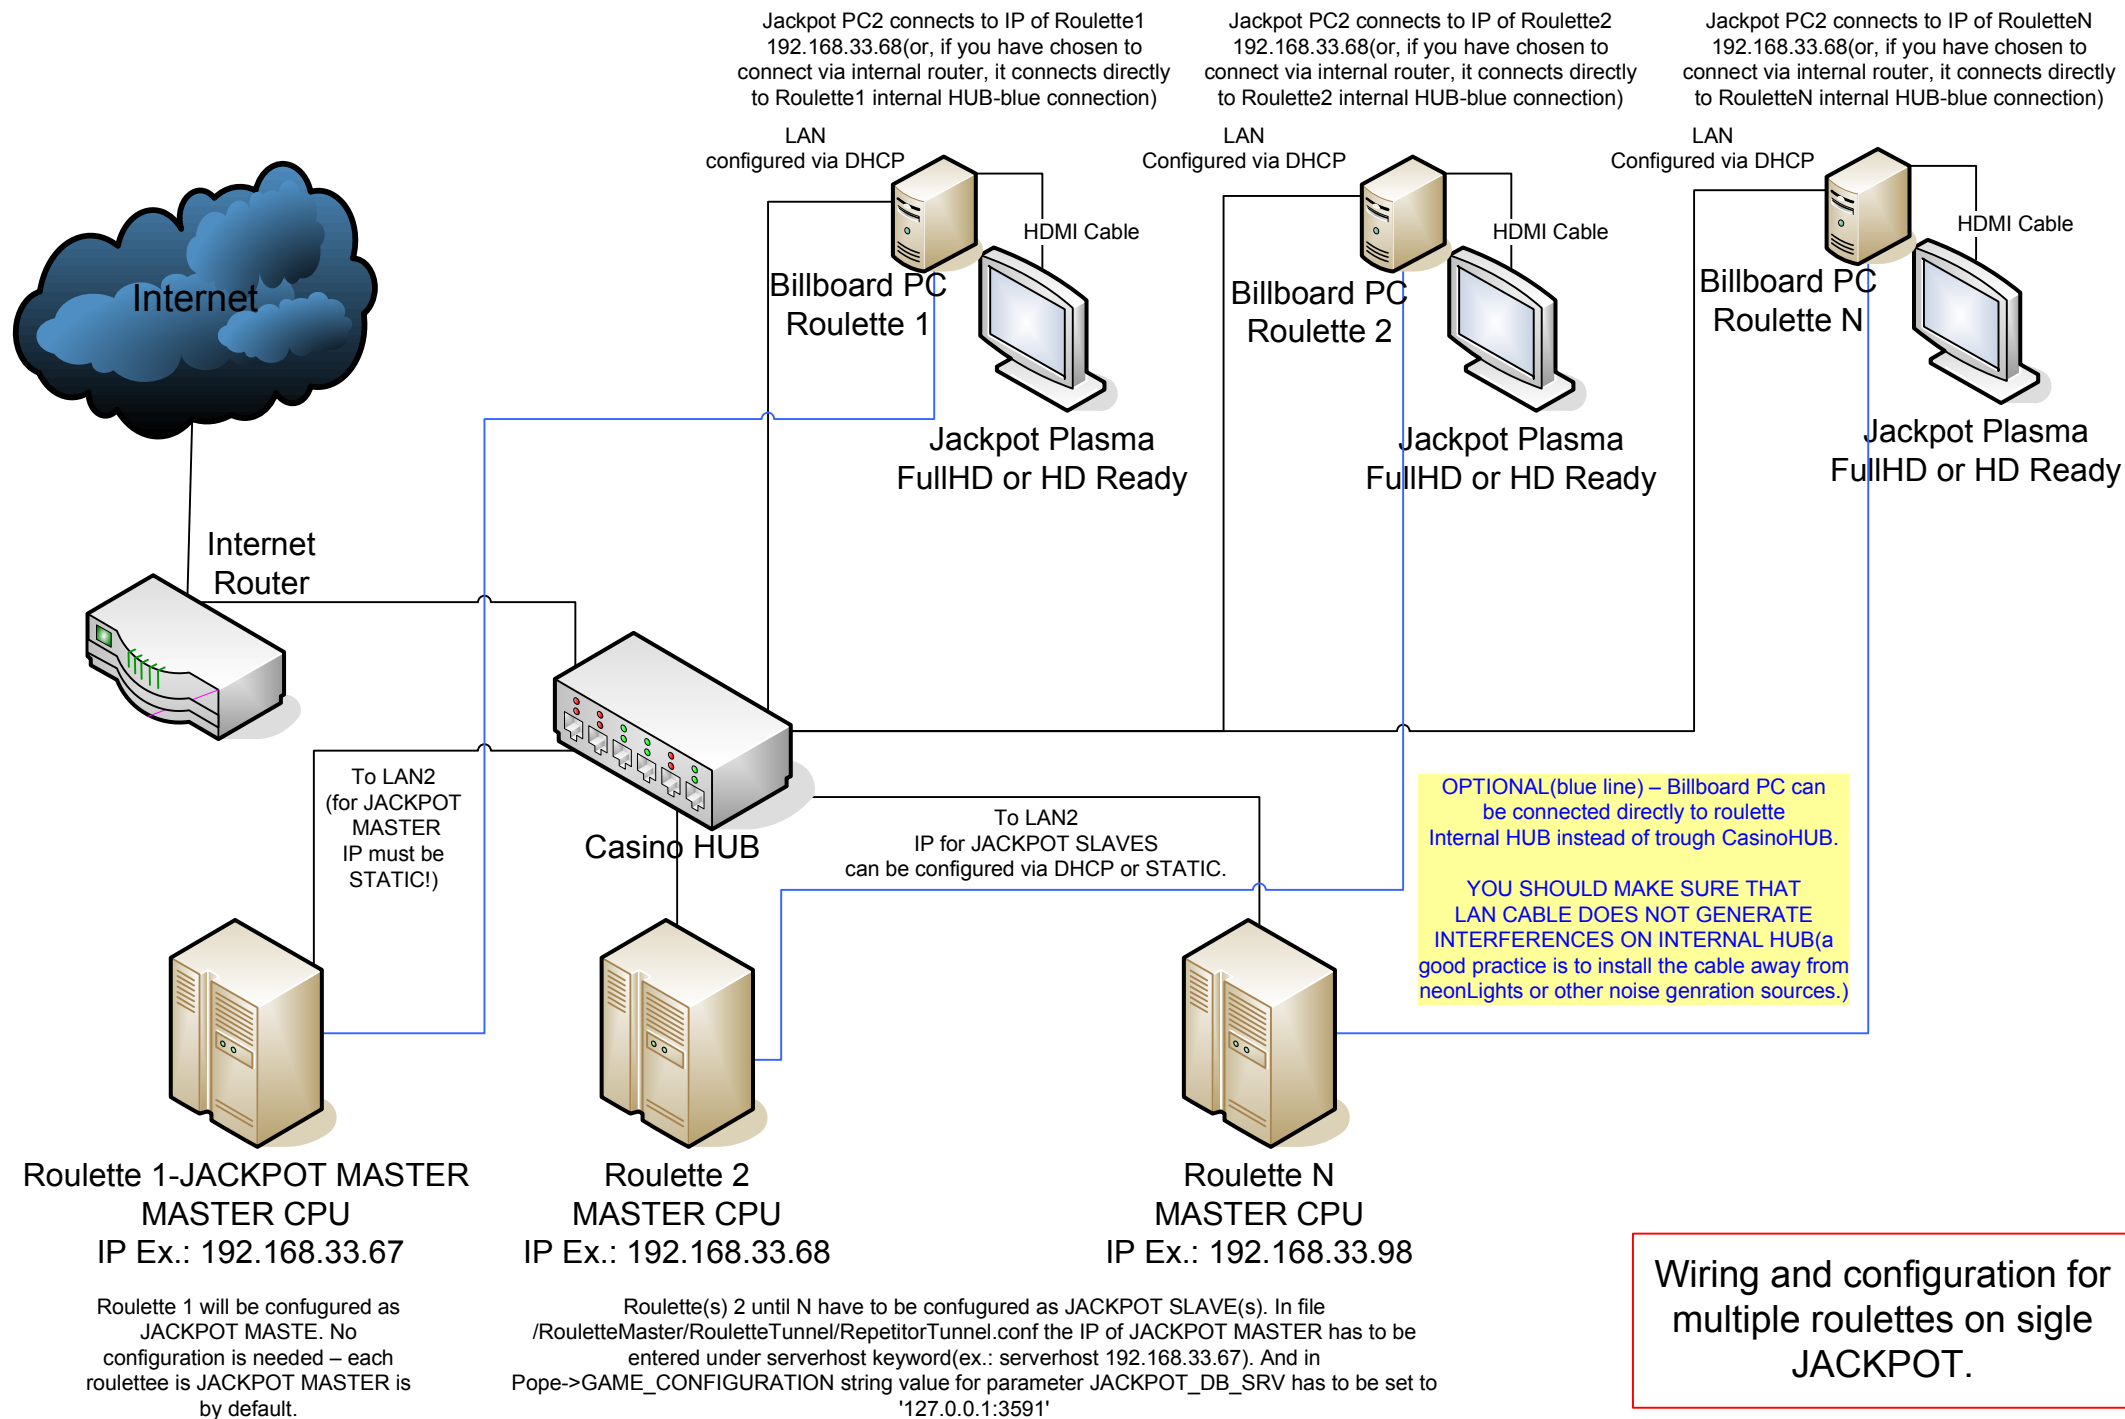 Jackpot PC2 connects to IP of Roulette1
192.168.33.68(or, if you have chosen to
connect via internal router, it connects directly
to Roulette1 internal HUB-blue connection)
Jackpot PC2 connects to IP of Roulette2
192.168.33.68(or, if you have chosen to
connect via internal router, it connects directly
to Roulette2 internal HUB-blue connection)
Jackpot PC2 connects to IP of RouletteN
192.168.33.68(or, if you have chosen to
connect via internal router, it connects directly
to RouletteN internal HUB-blue connection)
LAN
configured via DHCP
LAN
Configured via DHCP
LAN
Configured via DHCP
HDMI Cable
HDMI Cable
HDMI Cable
Internet
Billboard PC
Roulette 1
Billboard PC
Roulette 2
Billboard PC
Roulette N
Jackpot Plasma
FullHD or HD Ready
Jackpot Plasma
FullHD or HD Ready
Jackpot Plasma
FullHD or HD Ready
Internet
Router
To LAN2
(for JACKPOT
MASTER
IP must be
STATIC!)
Casino HUB
To LAN2
IP for JACKPOT SLAVES
can be configured via DHCP or STATIC.
OPTIONAL(blue line) – Billboard PC can
be connected directly to roulette
Internal HUB instead of trough CasinoHUB.
YOU SHOULD MAKE SURE THAT
LAN CABLE DOES NOT GENERATE
INTERFERENCES ON INTERNAL HUB(a
good practice is to install the cable away from
neonLights or other noise genration sources.)
Roulette 1-JACKPOT MASTER
MASTER CPU
IP Ex.: 192.168.33.67
Roulette 2
MASTER CPU
IP Ex.: 192.168.33.68
Roulette N
MASTER CPU
IP Ex.: 192.168.33.98
Roulette 1 will be confugured as
JACKPOT MASTE. No
configuration is needed – each
roulettee is JACKPOT MASTER is
by default.
Roulette(s) 2 until N have to be confugured as JACKPOT SLAVE(s). In file
/RouletteMaster/RouletteTunnel/RepetitorTunnel.conf the IP of JACKPOT MASTER has to be
entered under serverhost keyword(ex.: serverhost 192.168.33.67). And in
Pope->GAME_CONFIGURATION string value for parameter JACKPOT_DB_SRV has to be set to
'127.0.0.1:3591'
Wiring and configuration for
multiple roulettes on sigle
JACKPOT.